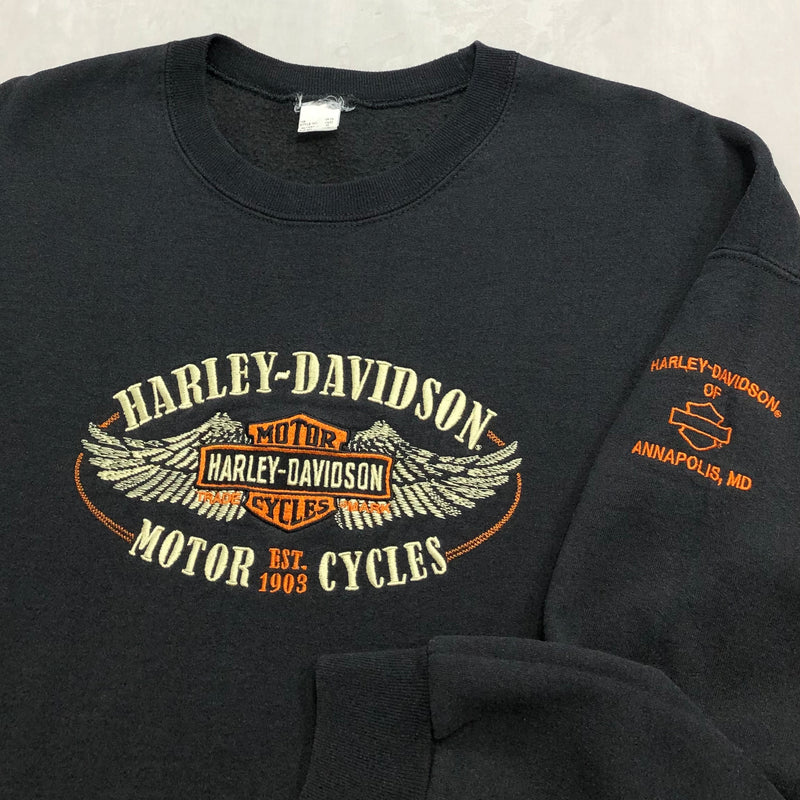 HARLEY-DAVIDSON
MOTOR
HARLEY-DAVIDSON
TRADE MARK
CYCLES
MOTOR EST. 1903 CYCLES
HARLEY-DAVIDSON®
OF
ANNAPOLIS, MD